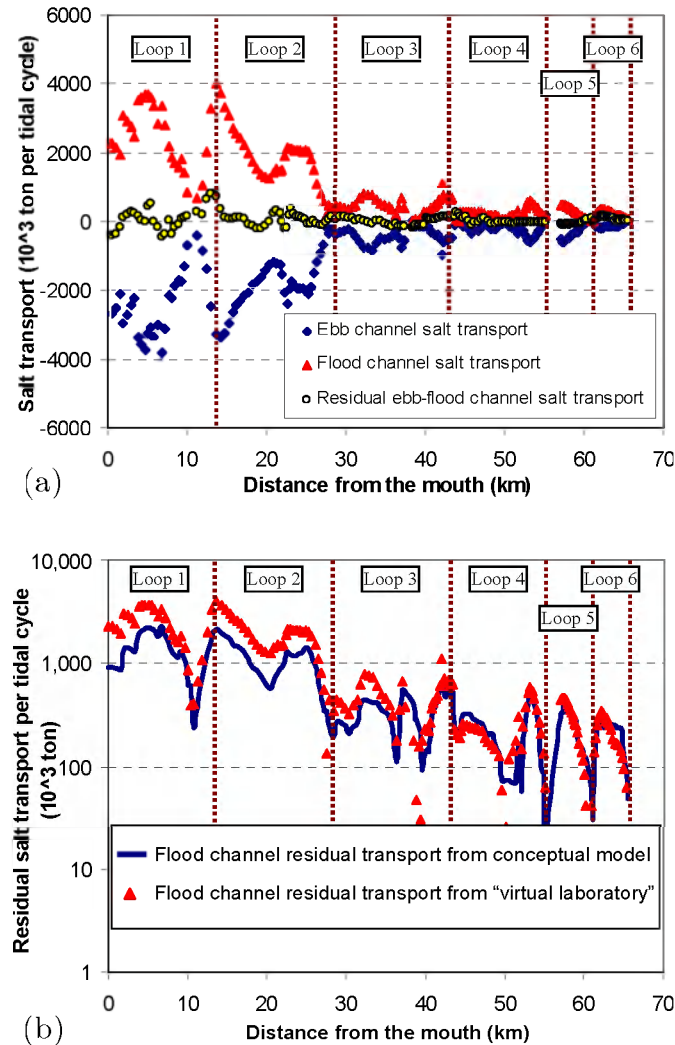 6000
4000
2000
0
-2000
-4000
-6000
Salt transport (10^3 ton per tidal cycle)
Loop 1
Loop 2
Loop 3
Loop 4
Loop 5
Loop 6
Ebb channel salt transport
Flood channel salt transport
Residual ebb-flood channel salt transport
0 10 20 30 40 50 60 70
Distance from the mouth (km)
(a)
10,000
1,000
100
10
1
Residual salt transport per tidal cycle
(10^3 ton)
Loop 1
Loop 2
Loop 3
Loop 4
Loop 5
Loop 6
Flood channel residual transport from conceptual model
Flood channel residual transport from “virtual laboratory”
0 10 20 30 40 50 60 70
Distance from the mouth (km)
(b)